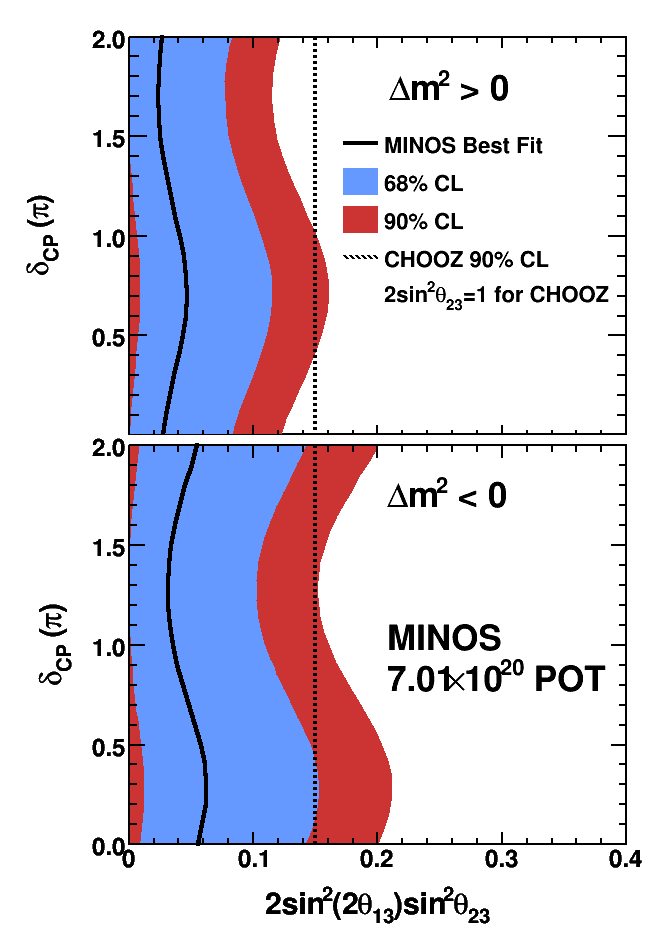 2.0
1.5
1.0
0.5
δCP (π)
Δm² > 0
MINOS Best Fit
68% CL
90% CL
CHOOZ 90% CL
2sin²θ₂₃=1 for CHOOZ
2.0
1.5
1.0
0.5
0.0
δCP (π)
Δm² < 0
MINOS
7.01×10²⁰ POT
0 0.1 0.2 0.3 0.4
2sin²(2θ₁₃)sin²θ₂₃